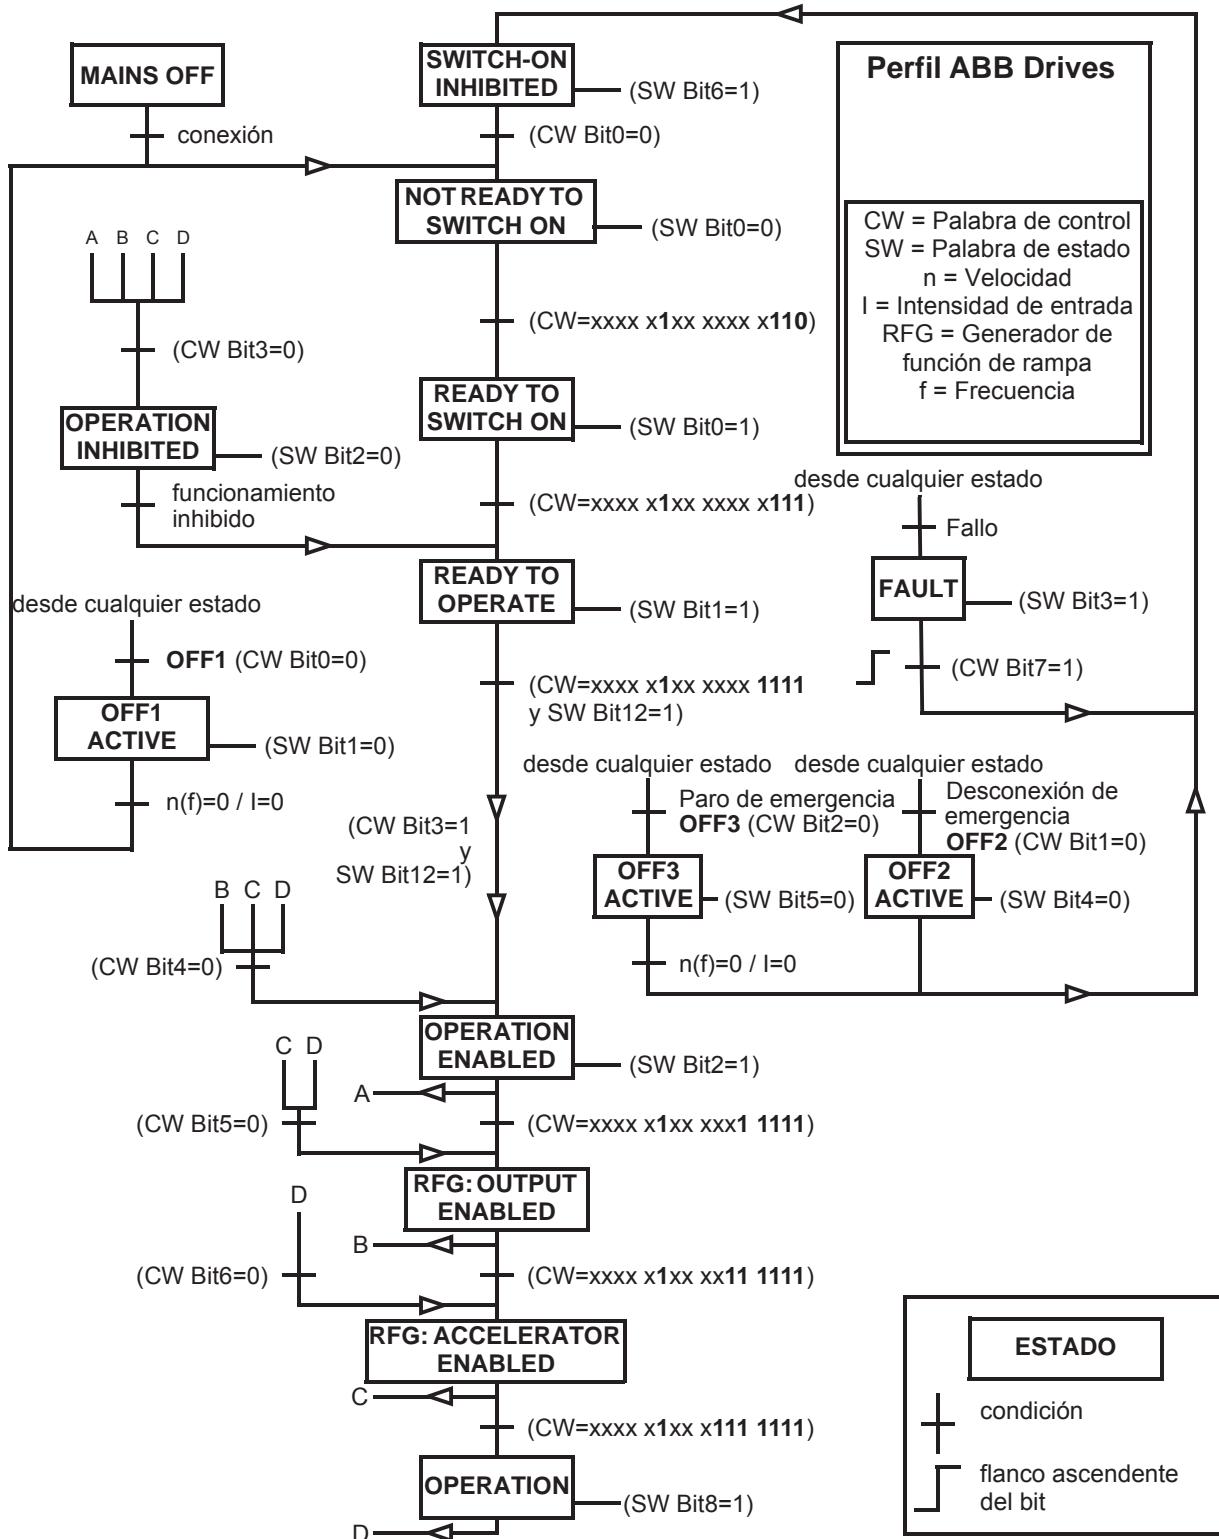 MAINS OFF
conexión
SWITCH-ON
INHIBITED
(SW Bit6=1)
(CW Bit0=0)
Perfil ABB Drives
CW = Palabra de control
SW = Palabra de estado
n = Velocidad
I = Intensidad de entrada
RFG = Generador de
función de rampa
f = Frecuencia
NOT READY TO
SWITCH ON
(SW Bit0=0)
A B C D
(CW Bit3=0)
(CW=xxxx x1xx xxxx x110)
OPERATION
INHIBITED
(SW Bit2=0)
funcionamiento
inhibido
READY TO
SWITCH ON
(SW Bit0=1)
(CW=xxxx x1xx xxxx x111)
desde cualquier estado
Fallo
FAULT
(SW Bit3=1)
(CW Bit7=1)
READY TO
OPERATE
(SW Bit1=1)
(CW=xxxx x1xx xxxx 1111
y SW Bit12=1)
desde cualquier estado
OFF1 (CW Bit0=0)
OFF1
ACTIVE
(SW Bit1=0)
n(f)=0 / I=0
(CW Bit3=1
y
SW Bit12=1)
desde cualquier estado
Paro de emergencia
OFF3 (CW Bit2=0)
OFF3
ACTIVE
(SW Bit5=0)
n(f)=0 / I=0
desde cualquier estado
Desconexión de
emergencia
OFF2 (CW Bit1=0)
OFF2
ACTIVE
(SW Bit4=0)
B C D
(CW Bit4=0)
OPERATION
ENABLED
(SW Bit2=1)
A
C D
(CW Bit5=0)
(CW=xxxx x1xx xxx1 1111)
RFG: OUTPUT
ENABLED
D
B
(CW Bit6=0)
(CW=xxxx x1xx xx11 1111)
RFG: ACCELERATOR
ENABLED
C
(CW=xxxx x1xx x111 1111)
OPERATION
(SW Bit8=1)
D
ESTADO
condición
flanco ascendente
del bit